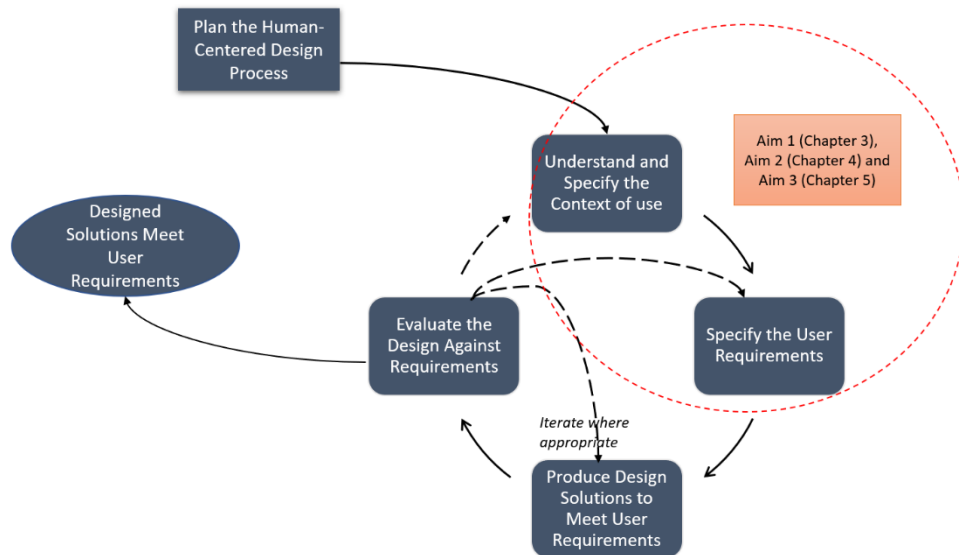 Plan the Human-
Centered Design
Process
Understand and
Specify the
Context of use
Aim 1 (Chapter 3),
Aim 2 (Chapter 4) and
Aim 3 (Chapter 5)
Designed
Solutions Meet
User
Requirements
Evaluate the
Design Against
Requirements
Specify the User
Requirements
Iterate where
appropriate
Produce Design
Solutions to
Meet User
Requirements